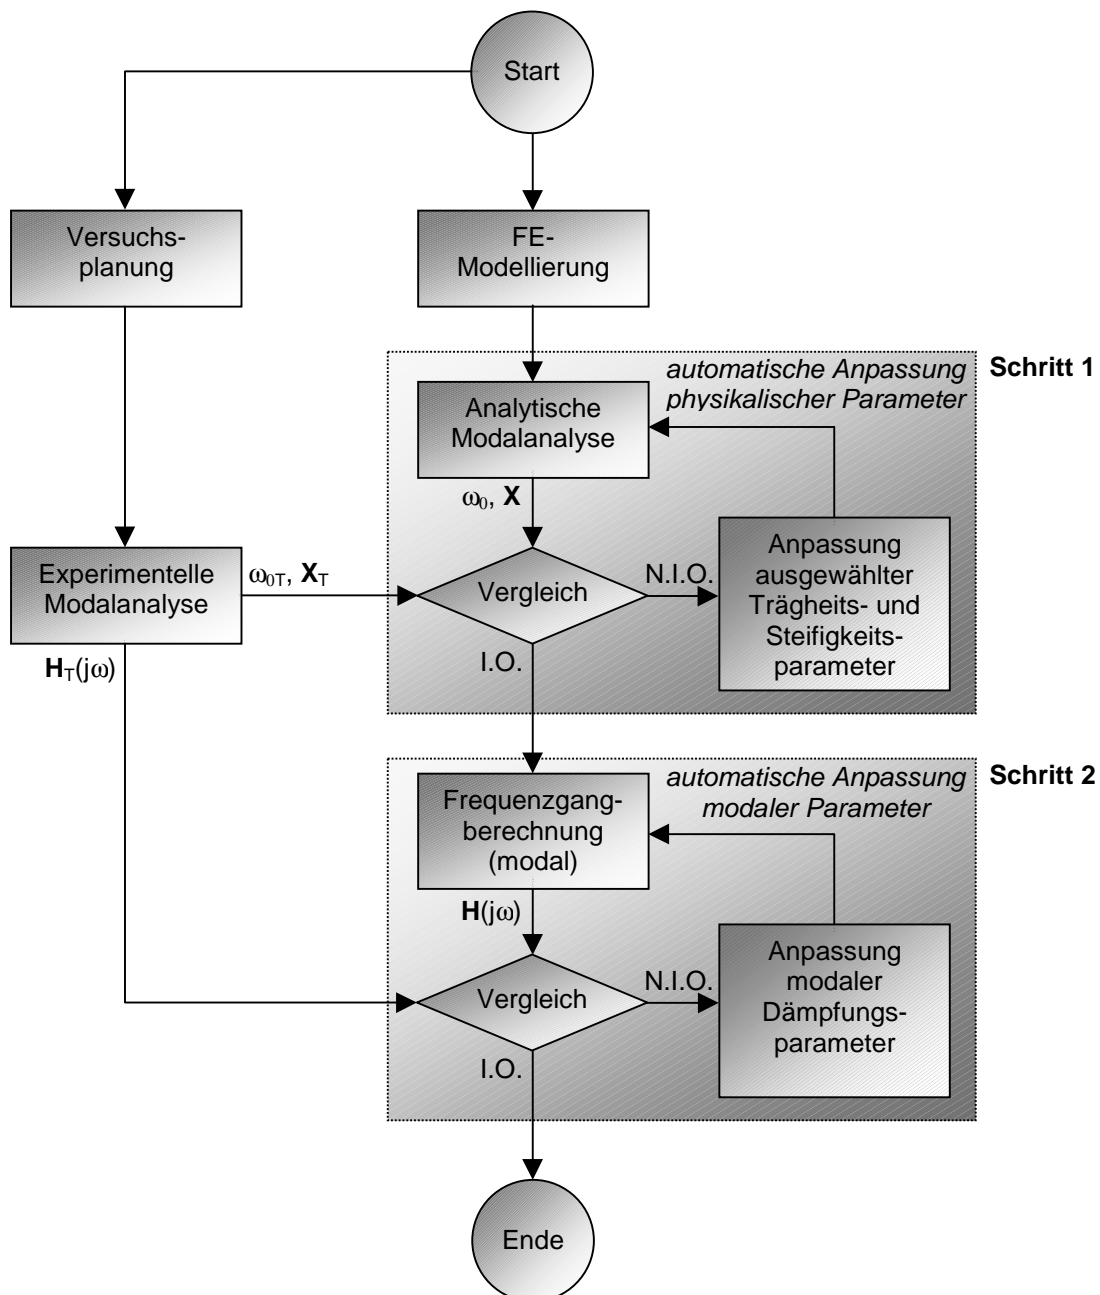 Start
Versuchs-
planung
FE-
Modellierung
Schritt 1
automatische Anpassung
physikalischer Parameter
Analytische
Modalanalyse
ω₀, X
Experimentelle
Modalanalyse
ω₀T, X_T
Vergleich
N.I.O.
Anpassung
ausgewählter
Trägheits- und
Steifigkeits-
parameter
I.O.
H_T(jω)
Schritt 2
automatische Anpassung
modaler Parameter
Frequenzgang-
berechnung
(modal)
H(jω)
Vergleich
N.I.O.
Anpassung
modaler
Dämpfungs-
parameter
I.O.
Ende